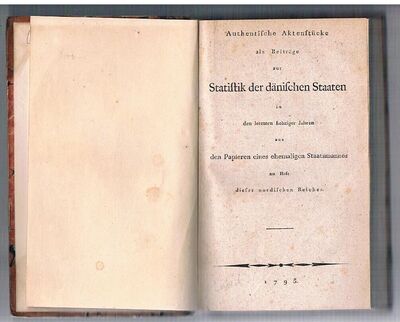 Authentiſche Aktenſtücke
als Beiträge
zur
Statiſtik der däniſchen Staaten
in
den letzten ſiebziger Jahren
aus
den Papieren eines ehemaligen Staatsmannes
am Hofe
dieſes nordiſchen Reiches.
1795.